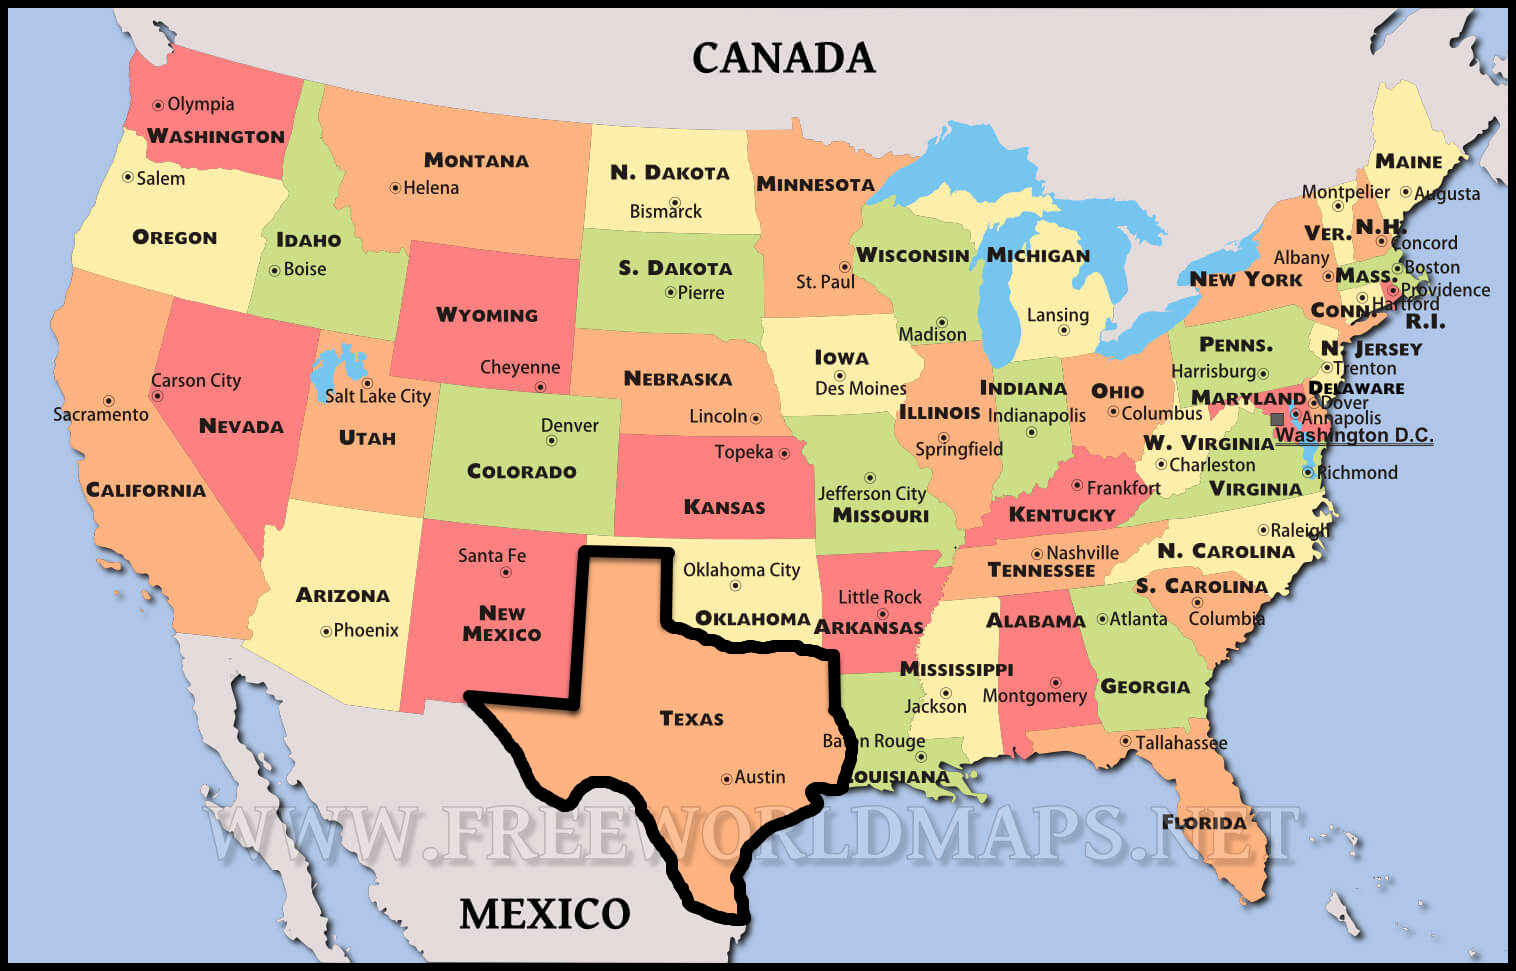 CANADA
Olympia
WASHINGTON
Salem
OREGON
MONTANA
Helena
IDAHO
Boise
N. DAKOTA
Bismarck
S. DAKOTA
Pierre
MINNESOTA
St. Paul
WISCONSIN
Madison
MICHIGAN
Lansing
MAINE
Augusta
Montpelier
VER.
N.H.
Concord
Albany
NEW YORK
MASS.
Boston
Providence
Hartford
CONN.
R.I.
WYOMING
Cheyenne
Carson City
Sacramento
NEVADA
Salt Lake City
UTAH
CALIFORNIA
NEBRASKA
Lincoln
IOWA
Des Moines
ILLINOIS
Springfield
INDIANA
Indianapolis
OHIO
Columbus
PENNS.
Harrisburg
N. JERSEY
Trenton
DELAWARE
Dover
MARYLAND
Annapolis
Washington D.C.
W. VIRGINIA
Charleston
Richmond
VIRGINIA
Denver
COLORADO
Topeka
KANSAS
Jefferson City
MISSOURI
Frankfort
KENTUCKY
Raleigh
N. CAROLINA
Nashville
TENNESSEE
S. CAROLINA
Columbia
ARIZONA
Phoenix
Santa Fe
NEW
MEXICO
Oklahoma City
OKLAHOMA
Little Rock
ARKANSAS
ALABAMA
Montgomery
Atlanta
GEORGIA
MISSISSIPPI
Jackson
TEXAS
Austin
Baton Rouge
LOUISIANA
Tallahassee
FLORIDA
WWW.FREEWORLDMAPS.NET
MEXICO